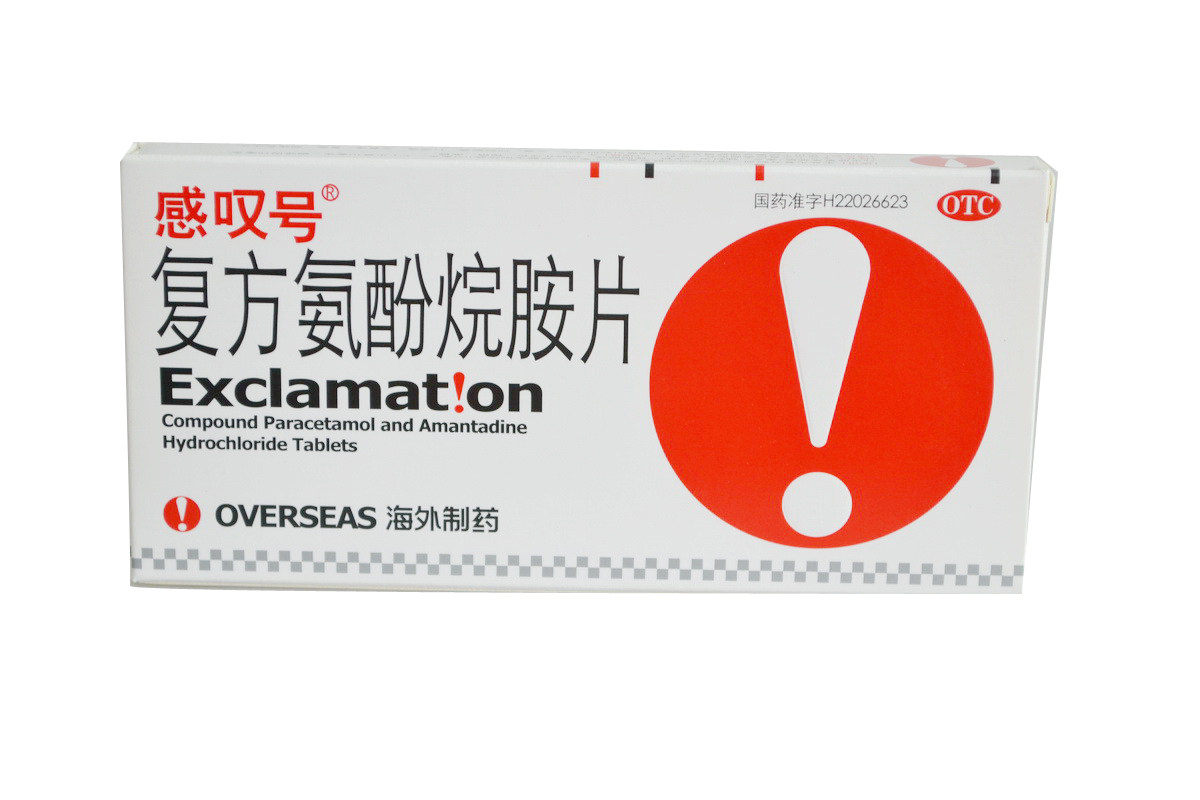 感叹号®
国药准字H22026623
OTC
复方氨酚烷胺片
Exclamat!on
Compound Paracetamol and Amantadine
Hydrochloride Tablets
OVERSEAS 海外制药